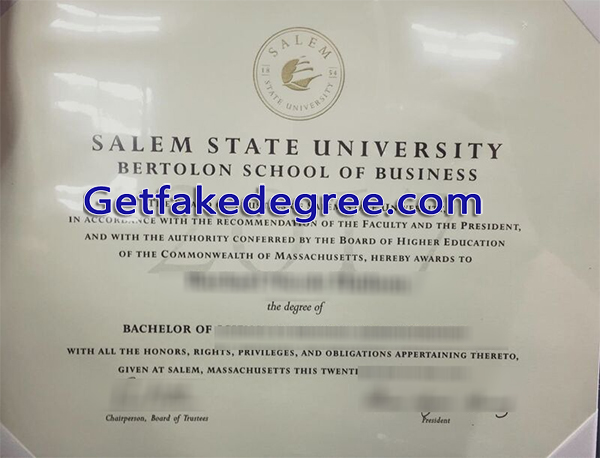 SALEM
18 54
STATE UNIVERSITY
SALEM STATE UNIVERSITY
BERTOLON SCHOOL OF BUSINESS
Getfakedegree.com
IN ACCORDANCE WITH THE RECOMMENDATION OF THE FACULTY AND THE PRESIDENT,
AND WITH THE AUTHORITY CONFERRED BY THE BOARD OF HIGHER EDUCATION
OF THE COMMONWEALTH OF MASSACHUSETTS, HEREBY AWARDS TO
the degree of
BACHELOR OF
WITH ALL THE HONORS, RIGHTS, PRIVILEGES, AND OBLIGATIONS APPERTAINING THERETO,
GIVEN AT SALEM, MASSACHUSETTS THIS TWENTI
Chairperson, Board of Trustees
President